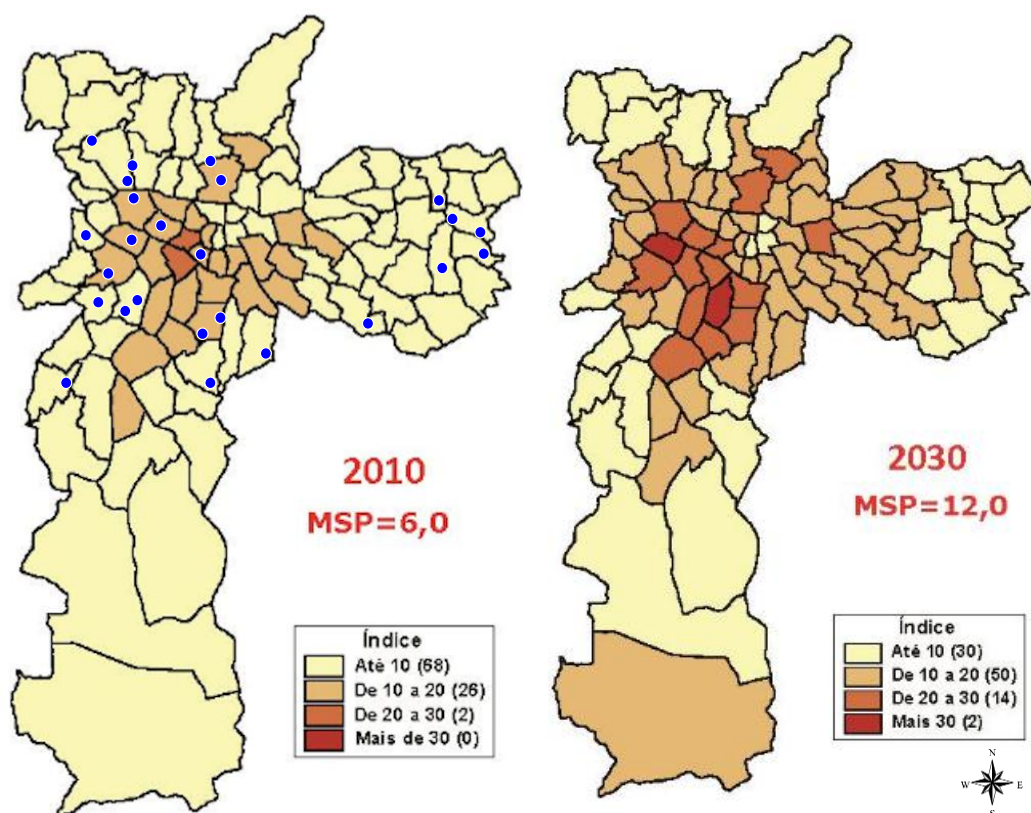 2010
MSP=6,0
Índice
Até 10 (68)
De 10 a 20 (26)
De 20 a 30 (2)
Mais de 30 (0)
2030
MSP=12,0
Índice
Até 10 (30)
De 10 a 20 (50)
De 20 a 30 (14)
Mais 30 (2)
N
W
E
S